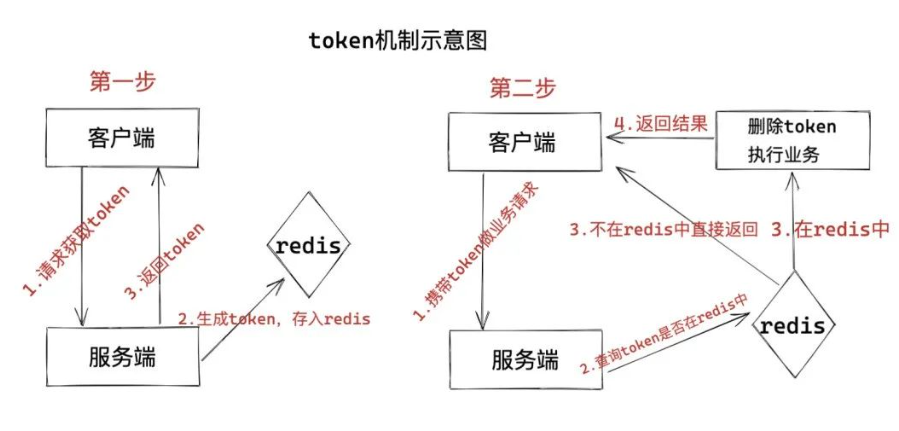 token机制示意图
第一步
客户端
1.请求获取token
3.返回token
redis
2.生成token，存入redis
服务端
第二步
客户端
4.返回结果
删除token
执行业务
1.携带token做业务请求
3.不在redis中直接返回
3.在redis中
2.查询token是否在redis中
redis
服务端